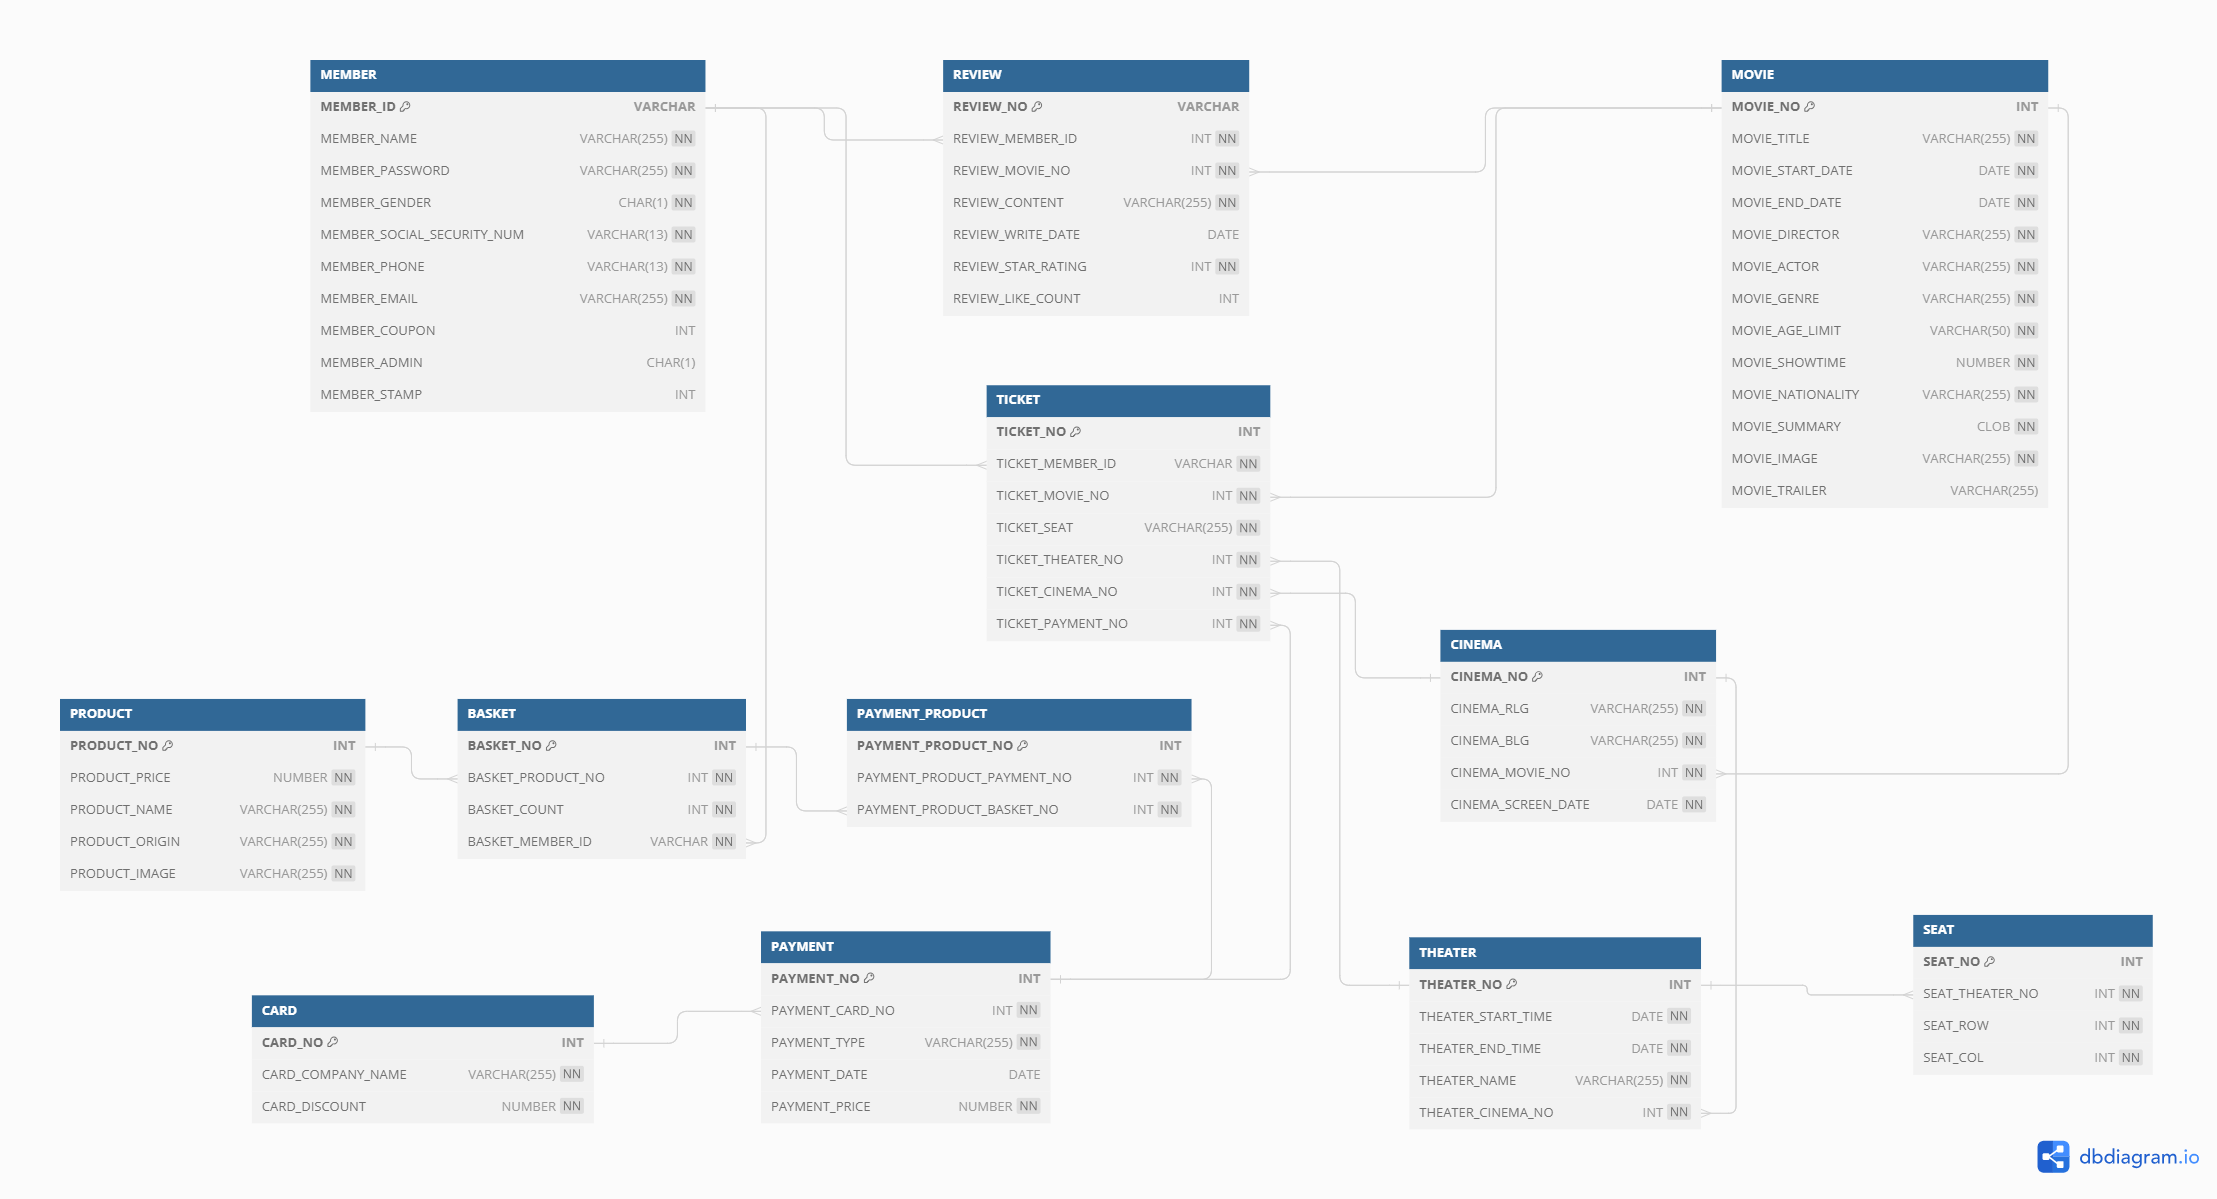 MEMBER
MEMBER_ID VARCHAR
MEMBER_NAME VARCHAR(255) NN
MEMBER_PASSWORD VARCHAR(255) NN
MEMBER_GENDER CHAR(1) NN
MEMBER_SOCIAL_SECURITY_NUM VARCHAR(13) NN
MEMBER_PHONE VARCHAR(13) NN
MEMBER_EMAIL VARCHAR(255) NN
MEMBER_COUPON INT
MEMBER_ADMIN CHAR(1)
MEMBER_STAMP INT
REVIEW
REVIEW_NO VARCHAR
REVIEW_MEMBER_ID INT NN
REVIEW_MOVIE_NO INT NN
REVIEW_CONTENT VARCHAR(255) NN
REVIEW_WRITE_DATE DATE
REVIEW_STAR_RATING INT NN
REVIEW_LIKE_COUNT INT
MOVIE
MOVIE_NO INT
MOVIE_TITLE VARCHAR(255) NN
MOVIE_START_DATE DATE NN
MOVIE_END_DATE DATE NN
MOVIE_DIRECTOR VARCHAR(255) NN
MOVIE_ACTOR VARCHAR(255) NN
MOVIE_GENRE VARCHAR(255) NN
MOVIE_AGE_LIMIT VARCHAR(50) NN
MOVIE_SHOWTIME NUMBER NN
MOVIE_NATIONALITY VARCHAR(255) NN
MOVIE_SUMMARY CLOB NN
MOVIE_IMAGE VARCHAR(255) NN
MOVIE_TRAILER VARCHAR(255)
TICKET
TICKET_NO INT
TICKET_MEMBER_ID VARCHAR NN
TICKET_MOVIE_NO INT NN
TICKET_SEAT VARCHAR(255) NN
TICKET_THEATER_NO INT NN
TICKET_CINEMA_NO INT NN
TICKET_PAYMENT_NO INT NN
CINEMA
CINEMA_NO INT
CINEMA_RLG VARCHAR(255) NN
CINEMA_BLG VARCHAR(255) NN
CINEMA_MOVIE_NO INT NN
CINEMA_SCREEN_DATE DATE NN
PRODUCT
PRODUCT_NO INT
PRODUCT_PRICE NUMBER NN
PRODUCT_NAME VARCHAR(255) NN
PRODUCT_ORIGIN VARCHAR(255) NN
PRODUCT_IMAGE VARCHAR(255) NN
BASKET
BASKET_NO INT
BASKET_PRODUCT_NO INT NN
BASKET_COUNT INT NN
BASKET_MEMBER_ID VARCHAR NN
PAYMENT_PRODUCT
PAYMENT_PRODUCT_NO INT
PAYMENT_PRODUCT_PAYMENT_NO INT NN
PAYMENT_PRODUCT_BASKET_NO INT NN
CARD
CARD_NO INT
CARD_COMPANY_NAME VARCHAR(255) NN
CARD_DISCOUNT NUMBER NN
PAYMENT
PAYMENT_NO INT
PAYMENT_CARD_NO INT NN
PAYMENT_TYPE VARCHAR(255) NN
PAYMENT_DATE DATE
PAYMENT_PRICE NUMBER NN
THEATER
THEATER_NO INT
THEATER_START_TIME DATE NN
THEATER_END_TIME DATE NN
THEATER_NAME VARCHAR(255) NN
THEATER_CINEMA_NO INT NN
SEAT
SEAT_NO INT
SEAT_THEATER_NO INT NN
SEAT_ROW INT NN
SEAT_COL INT NN
dbdiagram.io